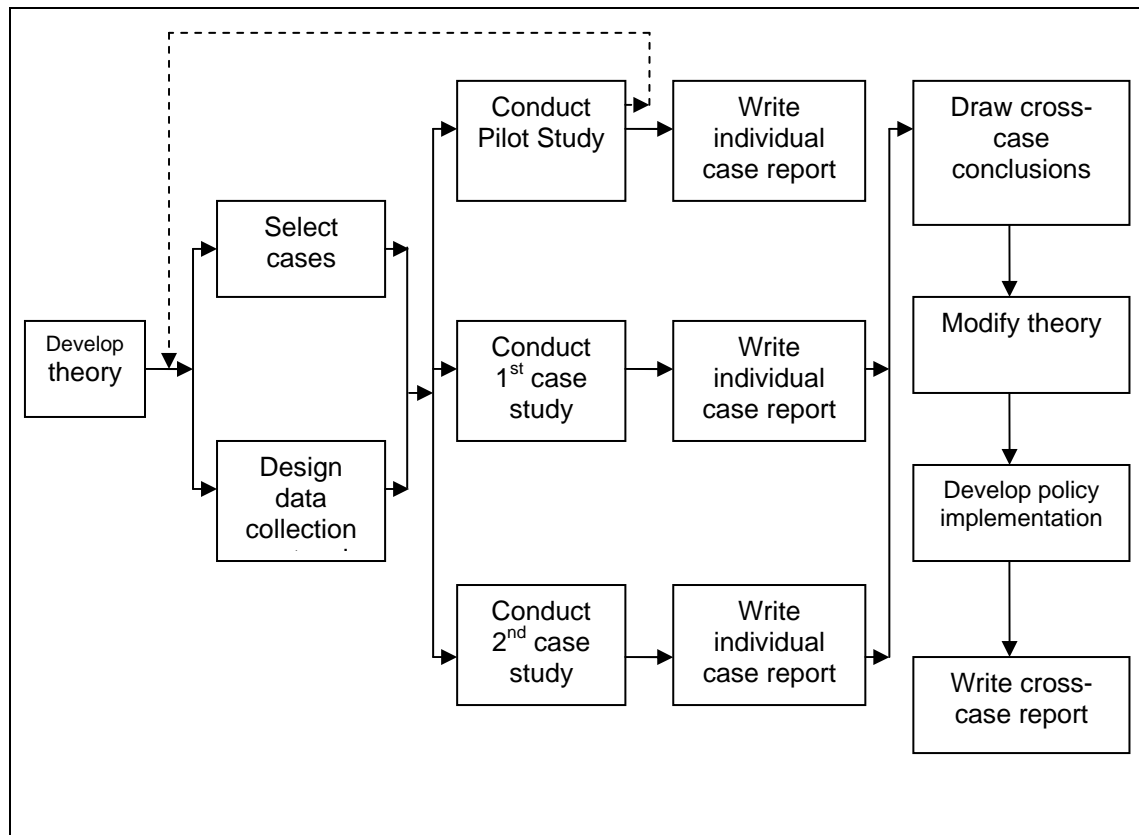 Develop
theory
Select
cases
Design
data
collection
Conduct
Pilot Study
Conduct
1st case
study
Conduct
2nd case
study
Write
individual
case report
Write
individual
case report
Write
individual
case report
Draw cross-
case
conclusions
Modify theory
Develop policy
implementation
Write cross-
case report